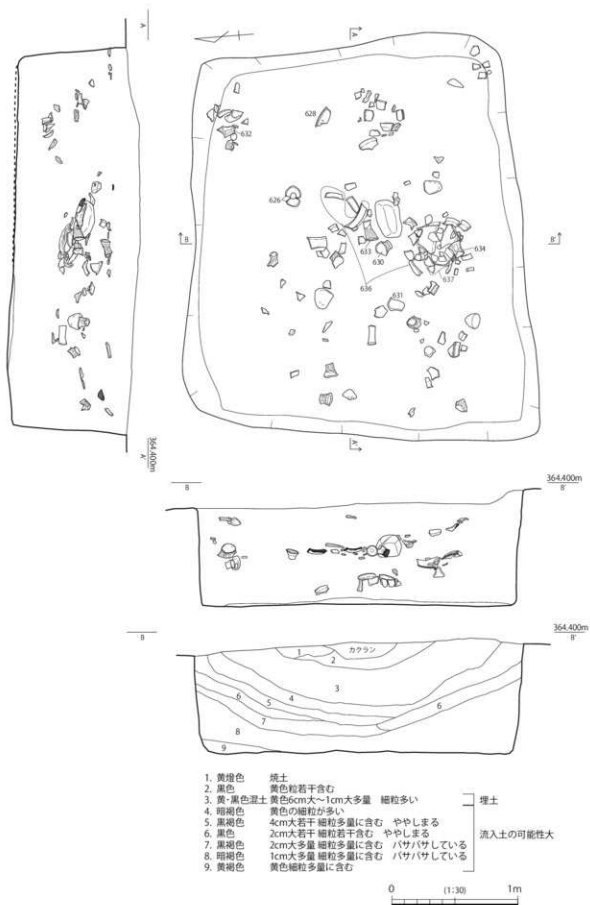 A
A'
632
628
626
B
B'
633
630
634
636
637
631
A'
364.400m
A'
B
364.400m
B'
B
364.400m
B'
1
カクラン
2
3
4
5
6
6
7
8
9
1. 黄燈色 焼土
2. 黒色 黄色粒若干含む
3. 黄・黒色混土 黄色6cm大～1cm大多量 細粒多い
埋土
4. 暗褐色 黄色の細粒が多い
5. 黒褐色 4cm大若干 細粒多量に含む ややしまる
6. 黒色 2cm大若干 細粒若干含む ややしまる
流入土の可能性大
7. 黒褐色 2cm大多量 細粒多量に含む バサバサしている
8. 暗褐色 1cm大多量 細粒多量に含む バサバサしている
9. 黄褐色 黄色細粒多量に含む
0 (1:30) 1m